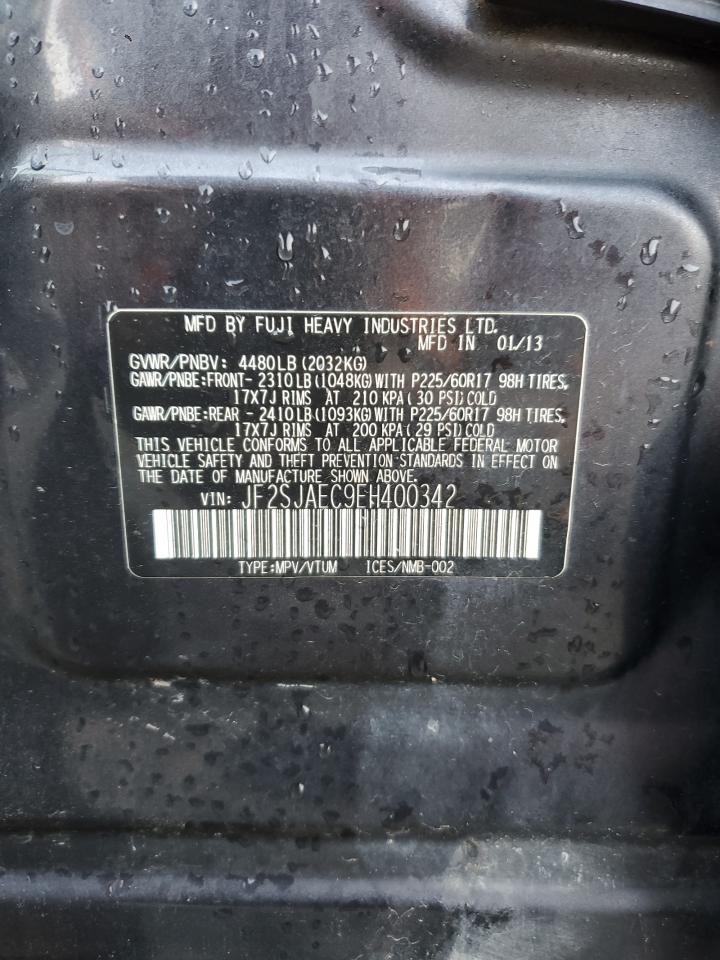 MFD BY FUJI HEAVY INDUSTRIES LTD.
MFD IN 01/13
GVWR/PNBV: 4480LB(2032KG)
GAWR/PNBE:FRONT- 2310LB(1048KG)WITH P225/60R17 98H TIRES,
17X7J RIMS AT 210 KPA(30 PSI)COLD
GAWR/PNBE:REAR - 2410LB(1093KG)WITH P225/60R17 98H TIRES,
17X7J RIMS AT 200 KPA(29 PSI)COLD
THIS VEHICLE CONFORMS TO ALL APPLICABLE FEDERAL MOTOR
VEHICLE SAFETY AND THEFT PREVENTION STANDARDS IN EFFECT ON
THE DATE OF MANUFACTURE SHOWN ABOVE.
VIN: JF2SJAEC9EH400342
TYPE:MPV/VTUM ICES/NMB-002